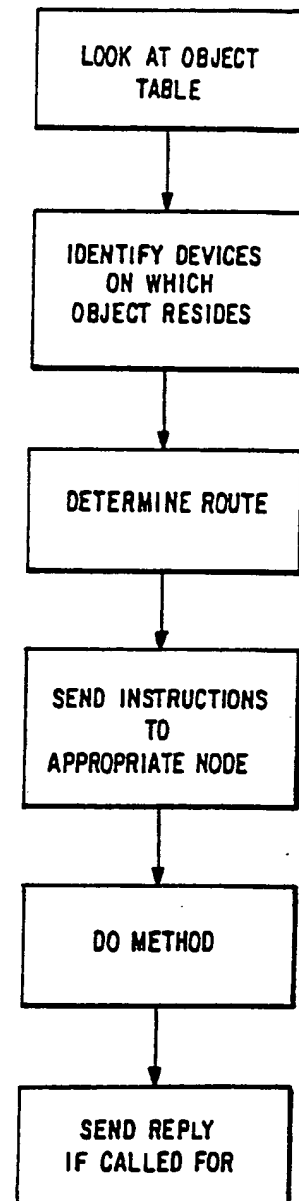 LOOK AT OBJECT
TABLE
IDENTIFY DEVICES
ON WHICH
OBJECT RESIDES
DETERMINE ROUTE
SEND INSTRUCTIONS
TO
APPROPRIATE NODE
DO METHOD
SEND REPLY
IF CALLED FOR